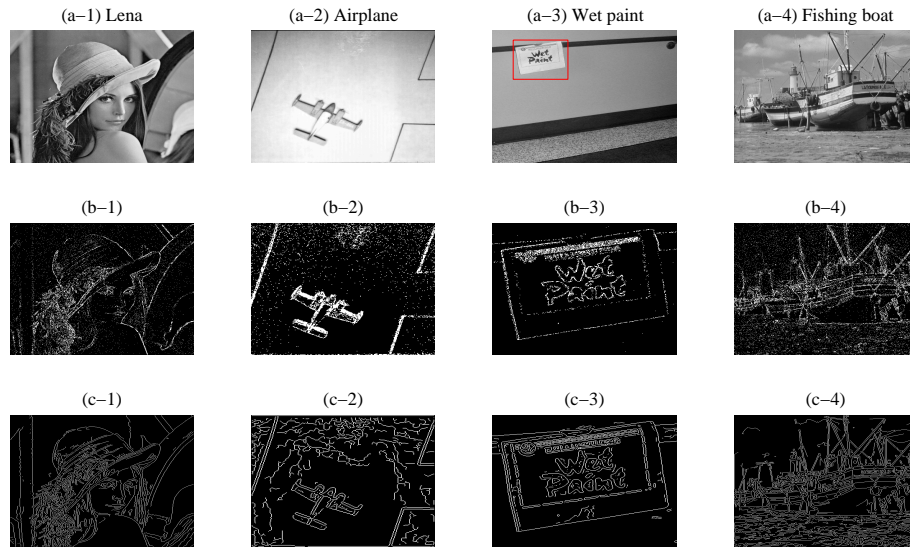 (a−1) Lena
(a−2) Airplane
(a−3) Wet paint
(a−4) Fishing boat
Wet
Paint
(b−1)
(b−2)
(b−3)
(b−4)
Wet
Paint
(c−1)
(c−2)
(c−3)
(c−4)
Wet
Paint